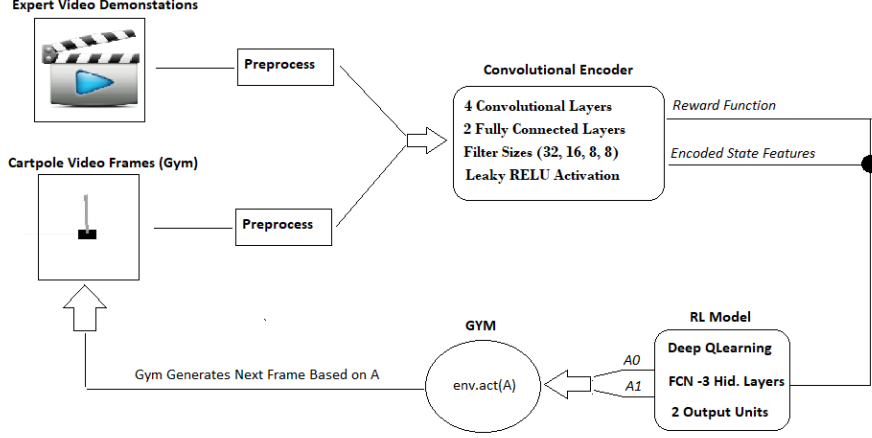 Expert Video Demonstations
Preprocess
Convolutional Encoder
4 Convolutional Layers
2 Fully Connected Layers
Filter Sizes (32, 16, 8, 8)
Leaky RELU Activation
Reward Function
Encoded State Features
Cartpole Video Frames (Gym)
Preprocess
RL Model
Deep QLearning
FCN -3 Hid. Layers
2 Output Units
A0
A1
GYM
env.act(A)
Gym Generates Next Frame Based on A